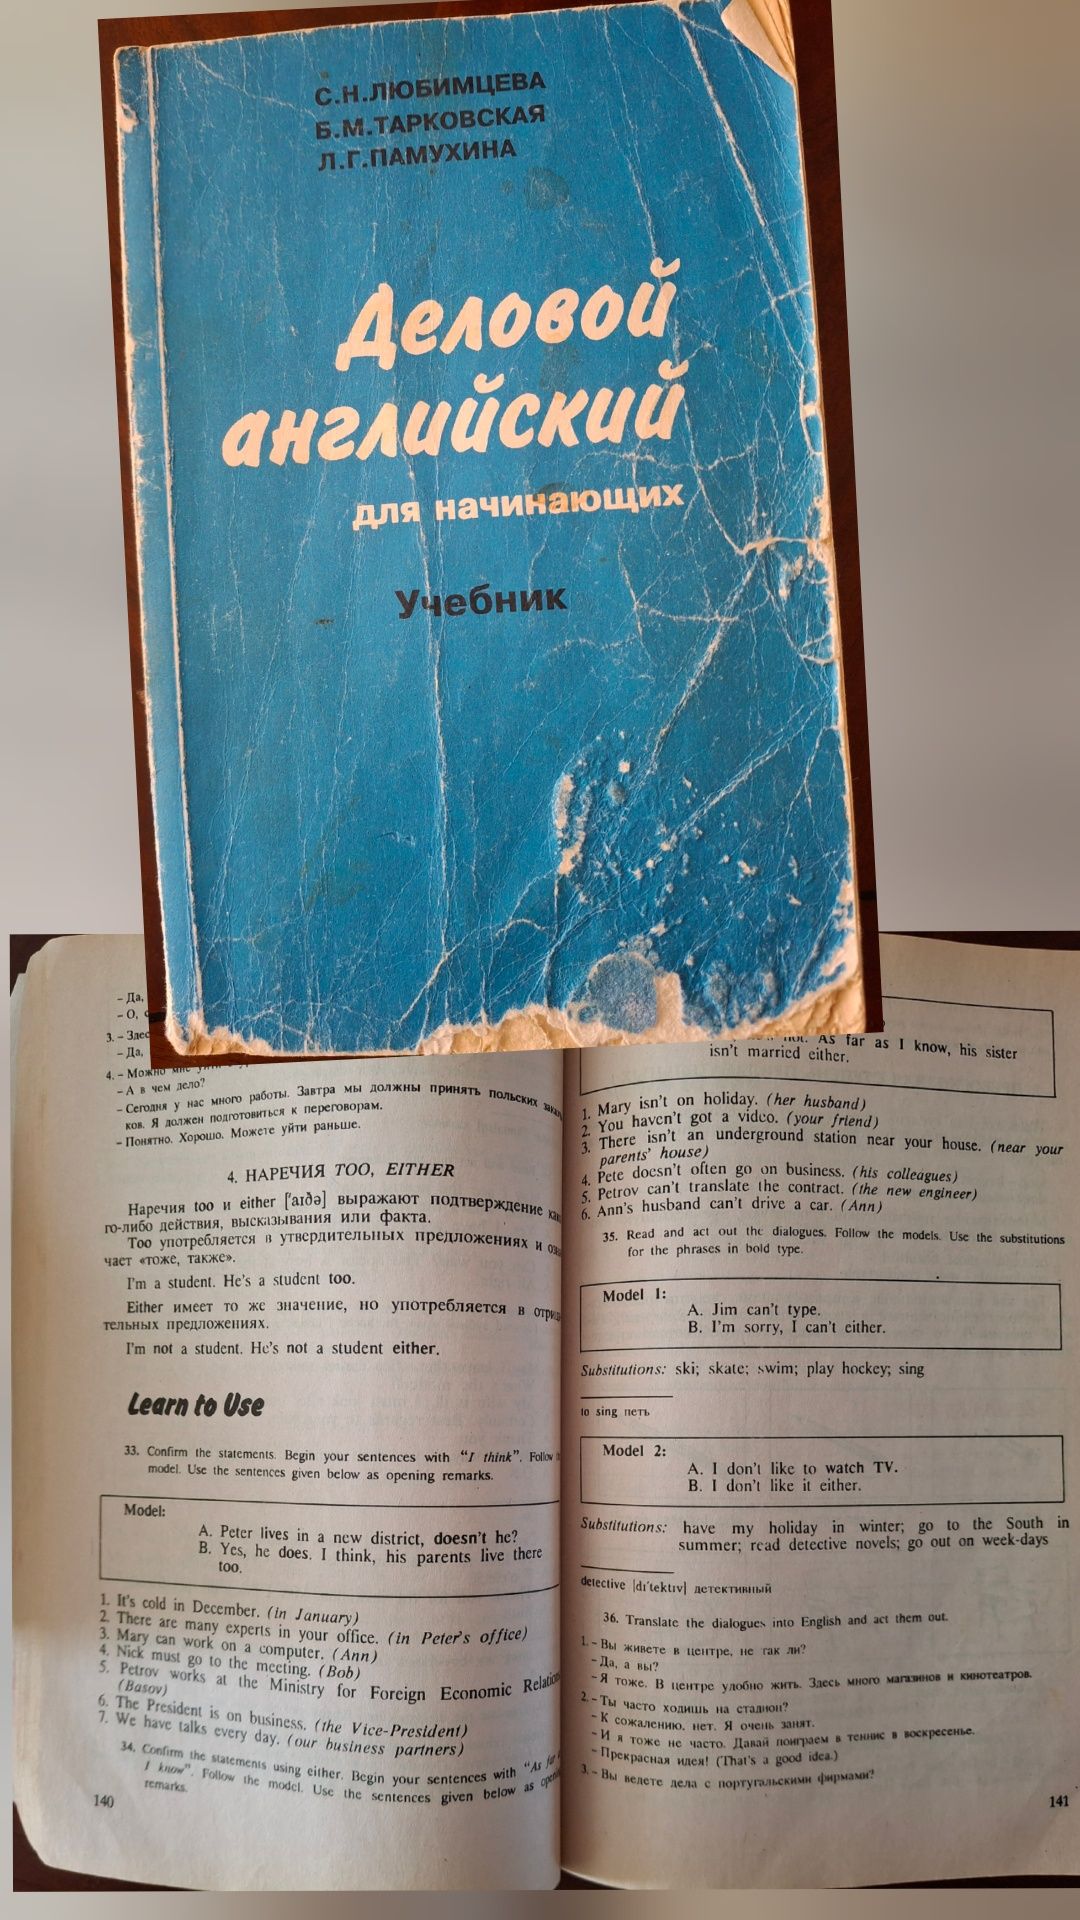 С.Н.ЛЮБИМЦЕВА
Б.М.ТАРКОВСКАЯ
Л.Г.ПАМУХИНА
Деловой
английский
для начинающих
Учебник
– Да,
– О,
3. – Здес
– Да,
4. – Можно мне уйти
– А в чем дело?
– Сегодня у нас много работы. Завтра мы должны принять польских зака
ков. Я должен подготовиться к переговорам.
– Понятно. Хорошо. Можете уйти раньше.
4. НАРЕЧИЯ TOO, EITHER
Наречия too и either ['aɪðə] выражают подтверждение как
го-либо действия, высказывания или факта.
Too употребляется в утвердительных предложениях и озн
чает «тоже, также».
I'm a student. He's a student too.
Either имеет то же значение, но употребляется в отриц
тельных предложениях.
I'm not a student. He's not a student either.
Learn to Use
33. Confirm the statements. Begin your sentences with "I think". Follow
model. Use the sentences given below as opening remarks.
Model:
A. Peter lives in a new district, doesn't he?
B. Yes, he does. I think, his parents live there
too.
1. It's cold in December. (in January)
2. There are many experts in your office. (in Peter's office)
3. Mary can work on a computer. (Ann)
4. Nick must go to the meeting. (Bob)
5. Petrov works at the Ministry for Foreign Economic Relations
(Basov)
6. The President is on business. (the Vice-President)
7. We have talks every day. (our business partners)
34. Confirm the statements using either. Begin your sentences with "As far
I know". Follow the model. Use the sentences given below as opening
remarks.
140
not. As far as I know, his sister
isn't married either.
1. Mary isn't on holiday. (her husband)
2. You haven't got a video. (your friend)
3. There isn't an underground station near your house. (near your
parents' house)
4. Pete doesn't often go on business. (his colleagues)
5. Petrov can't translate the contract. (the new engineer)
6. Ann's husband can't drive a car. (Ann)
35. Read and act out the dialogues. Follow the models. Use the substitutions
for the phrases in bold type.
Model 1:
A. Jim can't type.
B. I'm sorry, I can't either.
Substitutions: ski; skate; swim; play hockey; sing
to sing петь
Model 2:
A. I don't like to watch TV.
B. I don't like it either.
Substitutions: have my holiday in winter; go to the South in
summer; read detective novels; go out on week-days
detective [dɪ'tektɪv] детективный
36. Translate the dialogues into English and act them out.
1. – Вы живете в центре, не так ли?
– Да, а вы?
– Я тоже. В центре удобно жить. Здесь много магазинов и кинотеатров.
2. – Ты часто ходишь на стадион?
– К сожалению, нет. Я очень занят.
– И я тоже не часто. Давай поиграем в теннис в воскресенье.
– Прекрасная идея! (That's a good idea.)
3. – Вы ведете дела с португальскими фирмами?
141